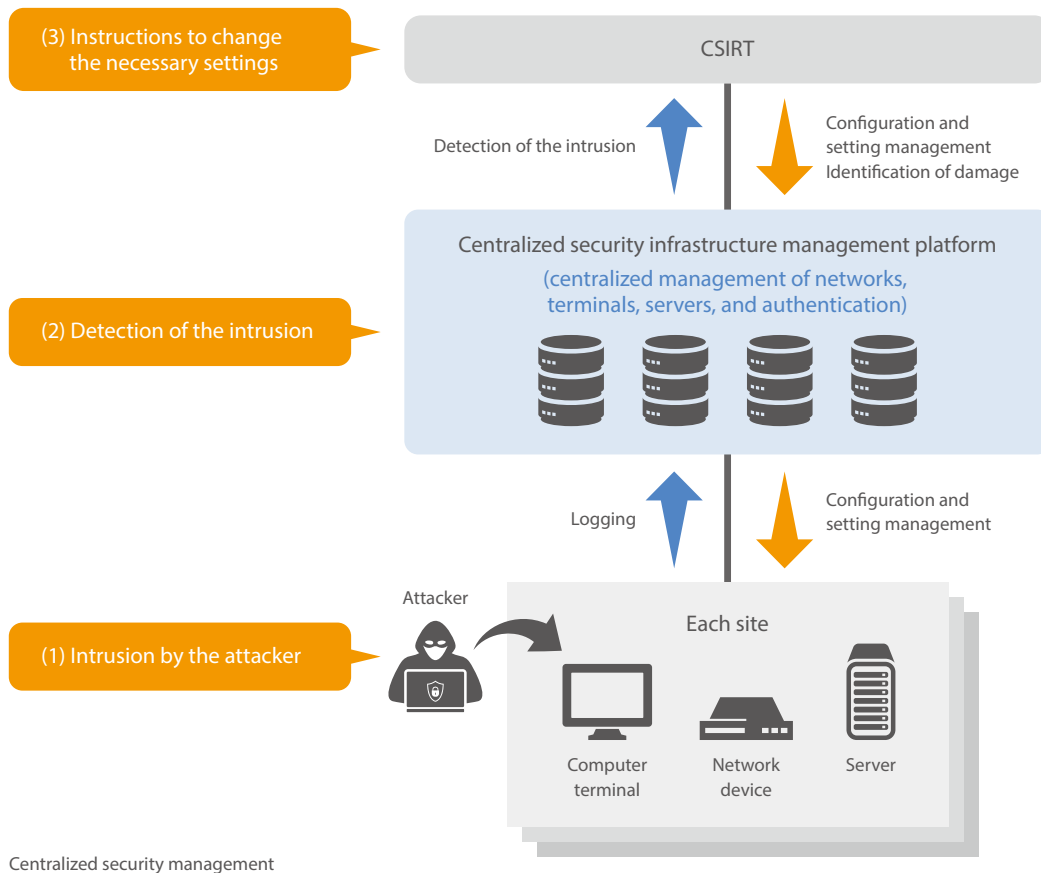 (3) Instructions to change
the necessary settings
CSIRT
Detection of the intrusion
Configuration and
setting management
Identification of damage
Centralized security infrastructure management platform
(centralized management of networks,
terminals, servers, and authentication)
(2) Detection of the intrusion
Logging
Configuration and
setting management
Attacker
Each site
(1) Intrusion by the attacker
Computer
terminal
Network
device
Server
Centralized security management